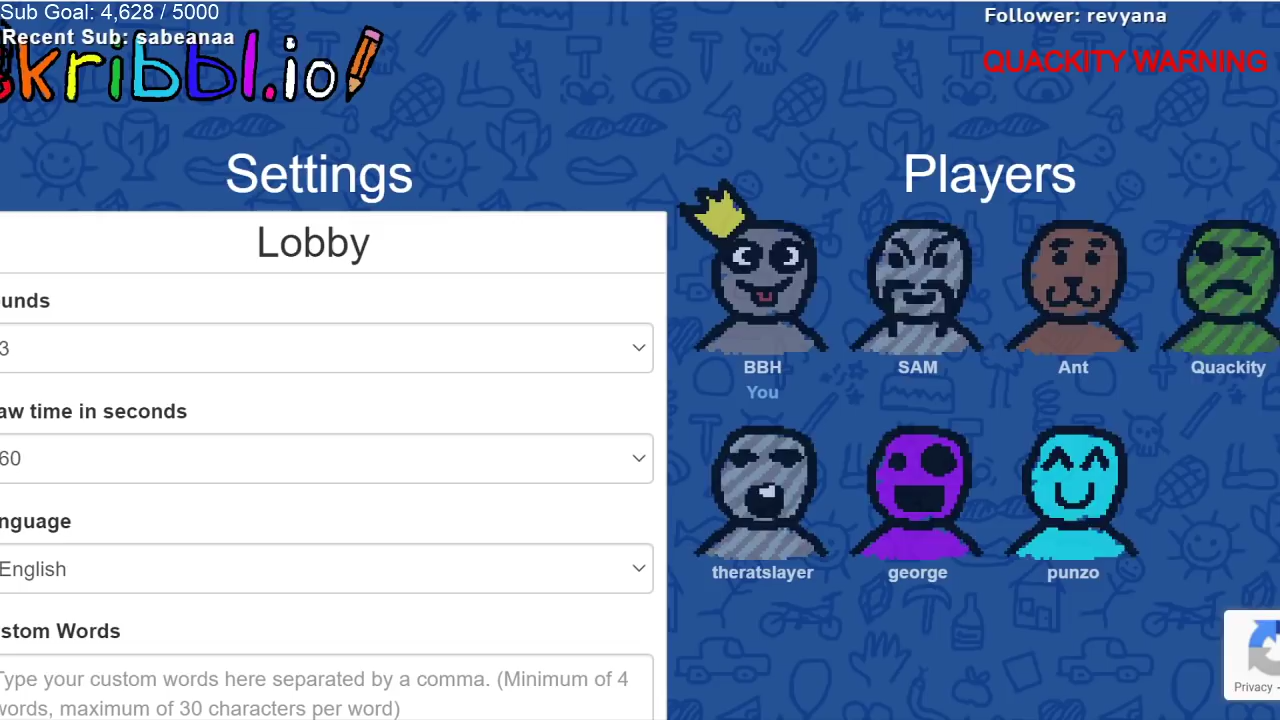 Sub Goal: 4,628 / 5000
Recent Sub: sabeanaa
Follower: revyana
QUACKITY WARNING
skribbl.io
Settings
Players
Lobby
unds
3
aw time in seconds
60
nguage
English
stom Words
Type your custom words here separated by a comma. (Minimum of 4
words, maximum of 30 characters per word)
BBH
You
SAM
Ant
Quackity
theratslayer
george
punzo
Privacy -